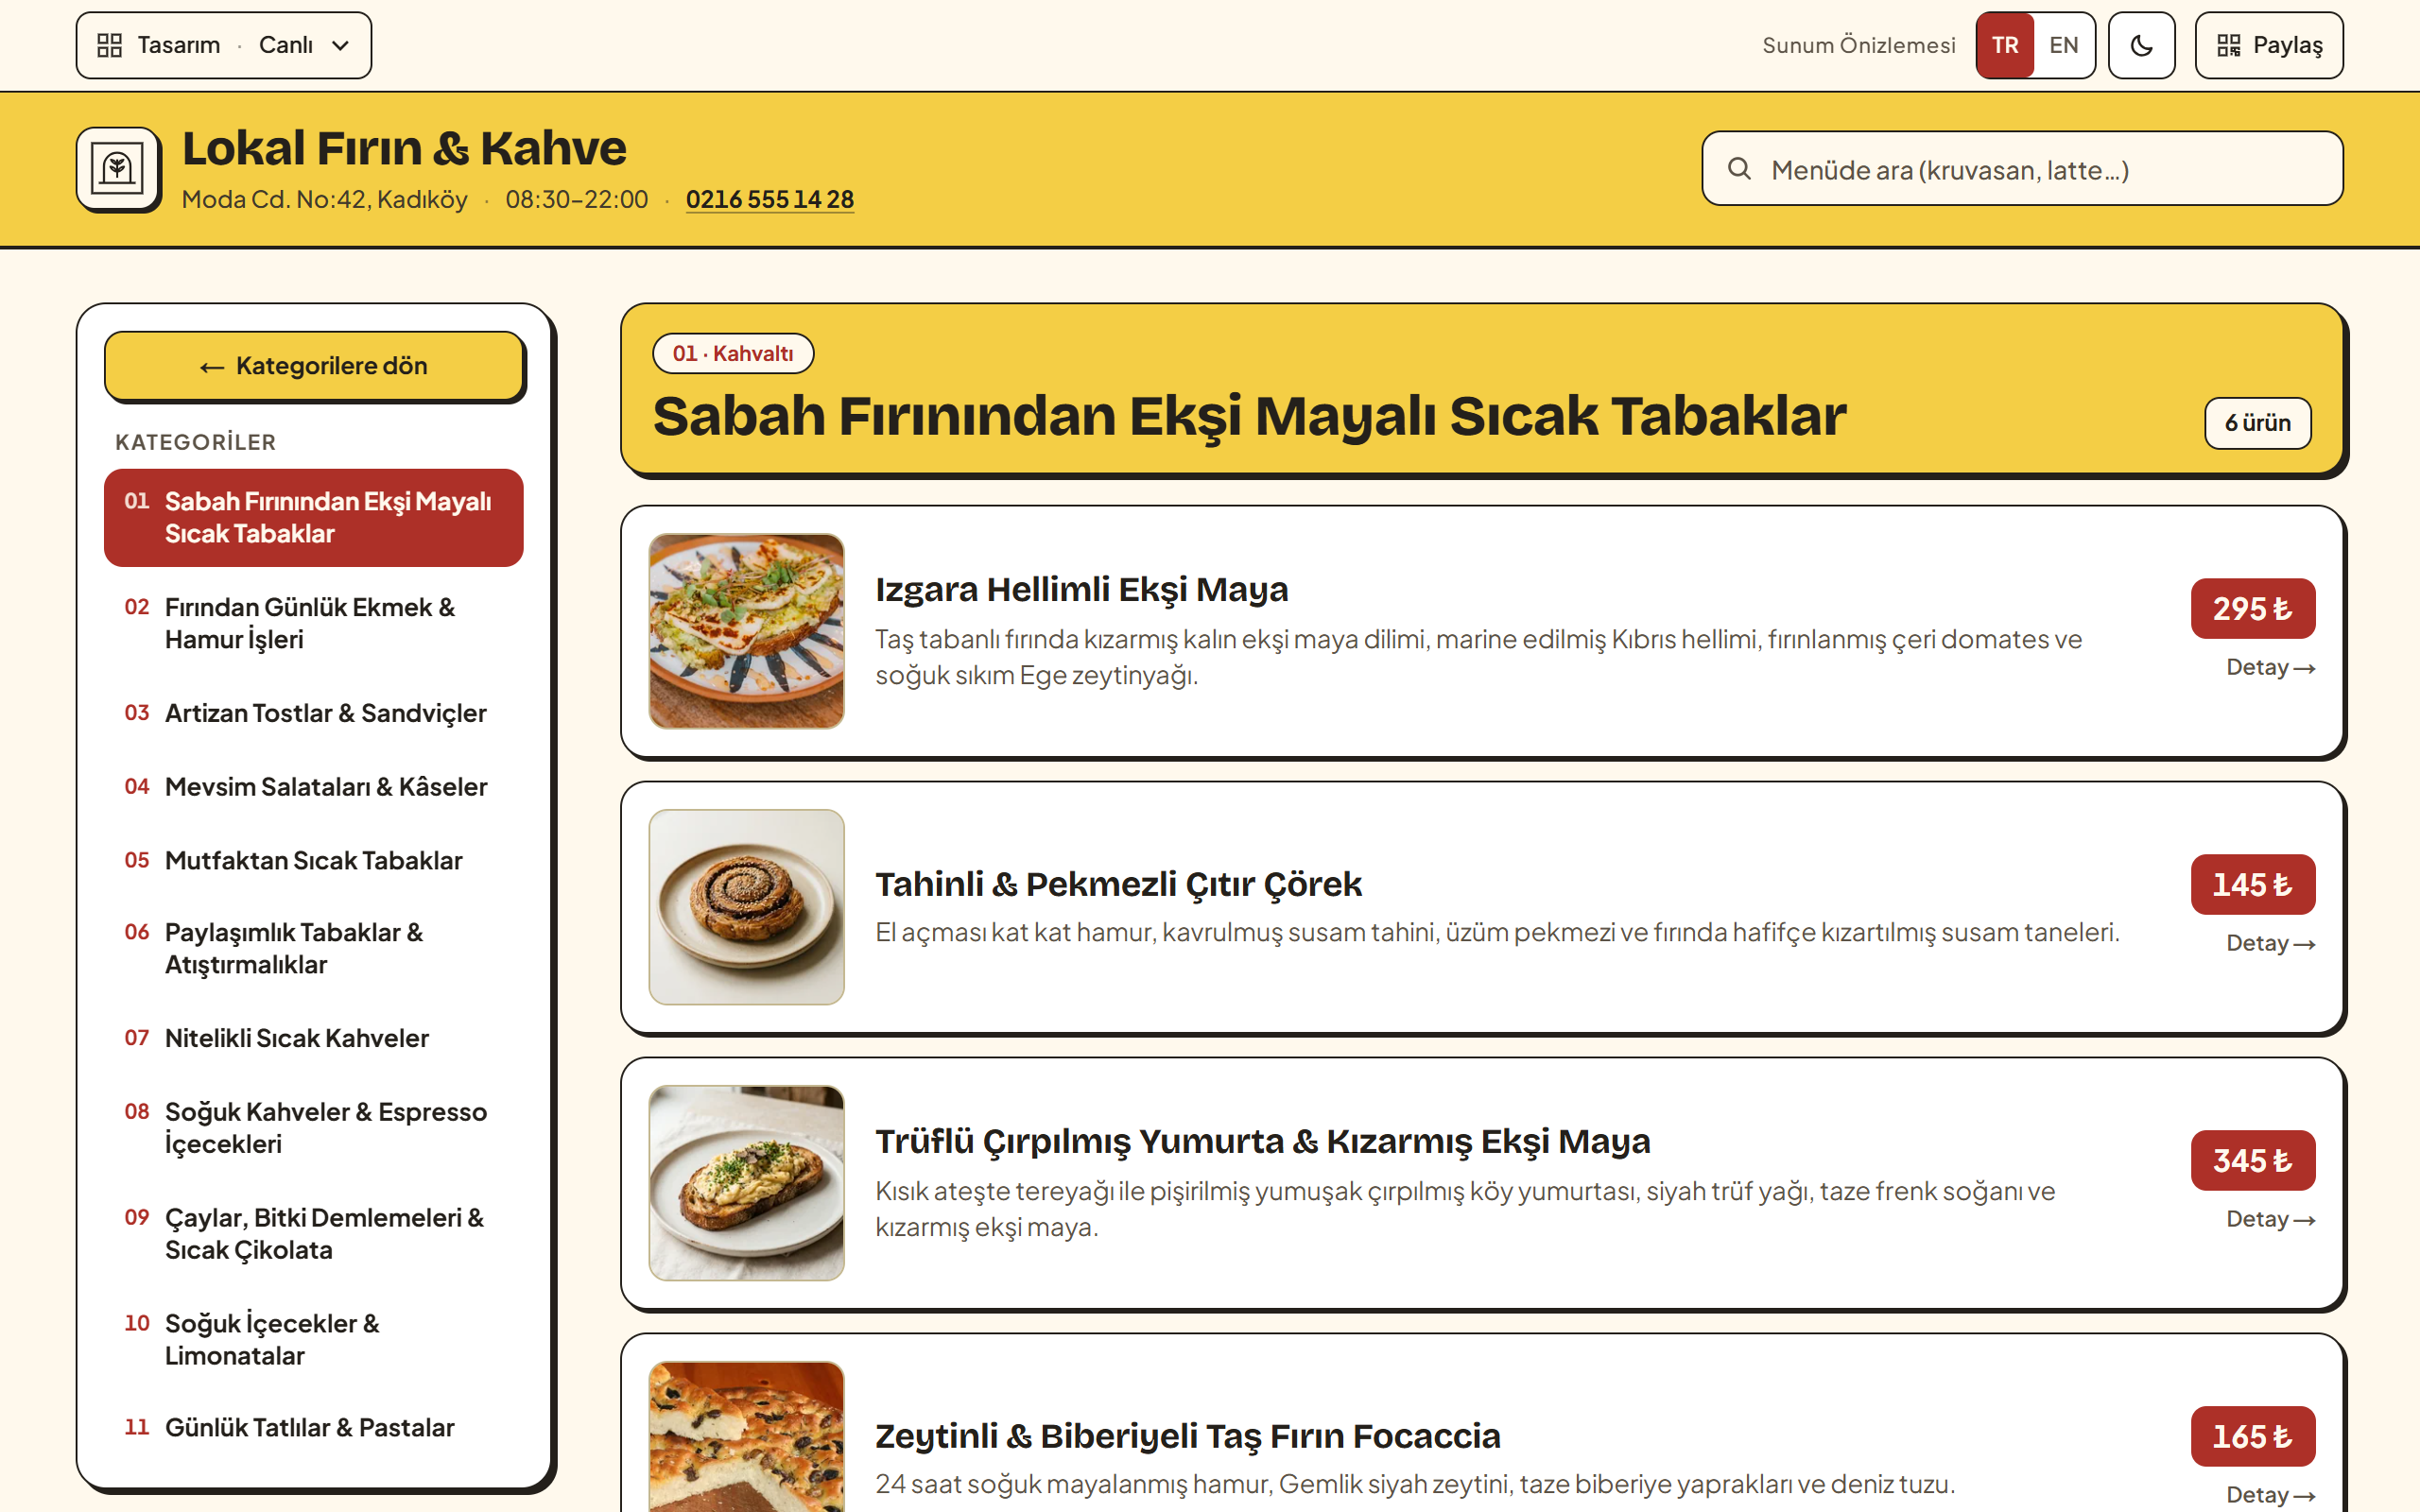 Tasarım · Canlı
Sunum Önizlemesi
TR EN
Paylaş
Lokal Fırın & Kahve
Moda Cd. No:42, Kadıköy · 08:30–22:00 · 0216 555 14 28
Menüde ara (kruvasan, latte…)
← Kategorilere dön
KATEGORİLER
01 Sabah Fırınından Ekşi Mayalı
Sıcak Tabaklar
02 Fırından Günlük Ekmek &
Hamur İşleri
03 Artizan Tostlar & Sandviçler
04 Mevsim Salataları & Kâseler
05 Mutfaktan Sıcak Tabaklar
06 Paylaşımlık Tabaklar &
Atıştırmalıklar
07 Nitelikli Sıcak Kahveler
08 Soğuk Kahveler & Espresso
İçecekleri
09 Çaylar, Bitki Demlemeleri &
Sıcak Çikolata
10 Soğuk İçecekler &
Limonatalar
11 Günlük Tatlılar & Pastalar
01 · Kahvaltı
Sabah Fırınından Ekşi Mayalı Sıcak Tabaklar
6 ürün
Izgara Hellimli Ekşi Maya
Taş tabanlı fırında kızarmış kalın ekşi maya dilimi, marine edilmiş Kıbrıs hellimi, fırınlanmış çeri domates ve
soğuk sıkım Ege zeytinyağı.
295 ₺
Detay →
Tahinli & Pekmezli Çıtır Çörek
El açması kat kat hamur, kavrulmuş susam tahini, üzüm pekmezi ve fırında hafifçe kızartılmış susam taneleri.
145 ₺
Detay →
Trüflü Çırpılmış Yumurta & Kızarmış Ekşi Maya
Kısık ateşte tereyağı ile pişirilmiş yumuşak çırpılmış köy yumurtası, siyah trüf yağı, taze frenk soğanı ve
kızarmış ekşi maya.
345 ₺
Detay →
Zeytinli & Biberiyeli Taş Fırın Focaccia
24 saat soğuk mayalanmış hamur, Gemlik siyah zeytini, taze biberiye yaprakları ve deniz tuzu.
165 ₺
Detay →